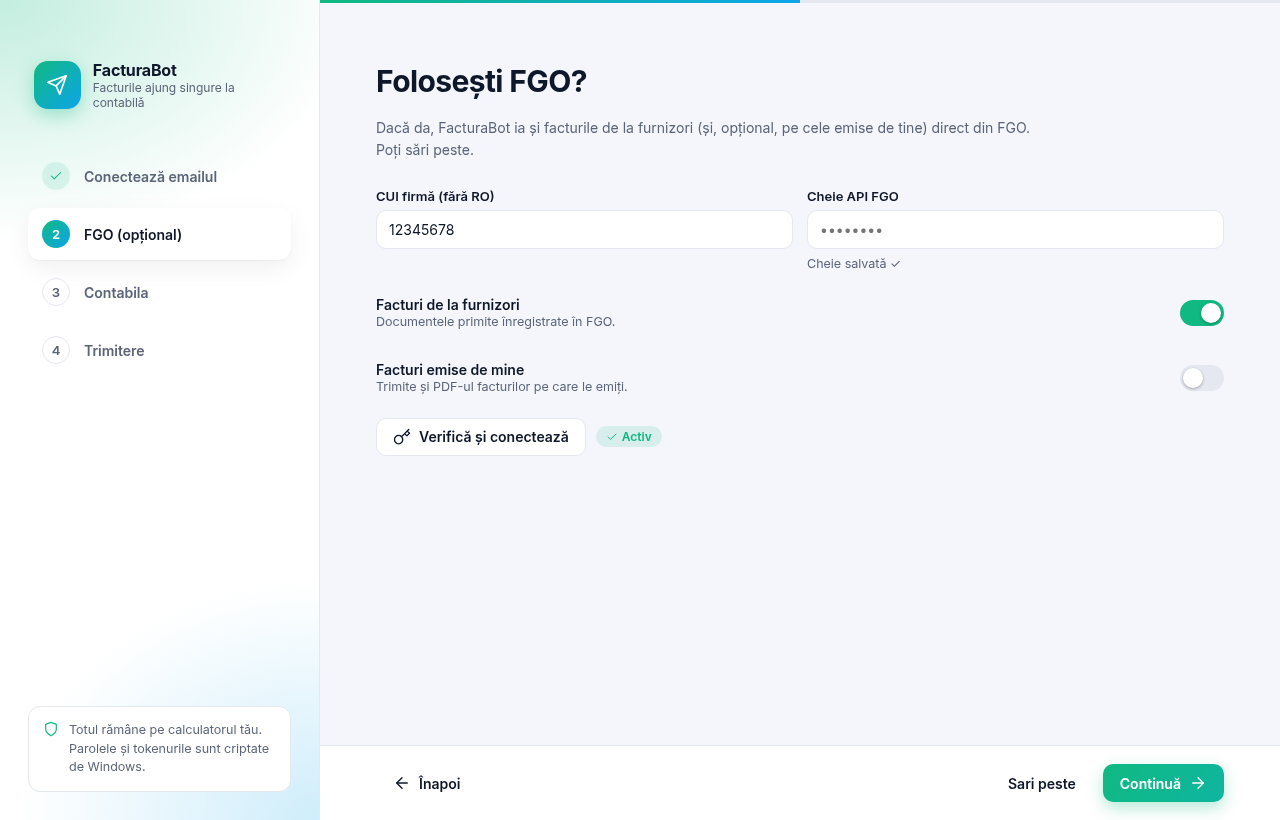 FacturaBot
Facturile ajung singure la
contabilă
Conectează emailul
2 FGO (opțional)
3 Contabila
4 Trimitere
Totul rămâne pe calculatorul tău.
Parolele și tokenurile sunt criptate
de Windows.
Folosești FGO?
Dacă da, FacturaBot ia și facturile de la furnizori (și, opțional, pe cele emise de tine) direct din FGO.
Poți sări peste.
CUI firmă (fără RO)
12345678
Cheie API FGO
••••••••
Cheie salvată ✓
Facturi de la furnizori
Documentele primite înregistrate în FGO.
Facturi emise de mine
Trimite și PDF-ul facturilor pe care le emiți.
Verifică și conectează
Activ
Înapoi
Sari peste
Continuă